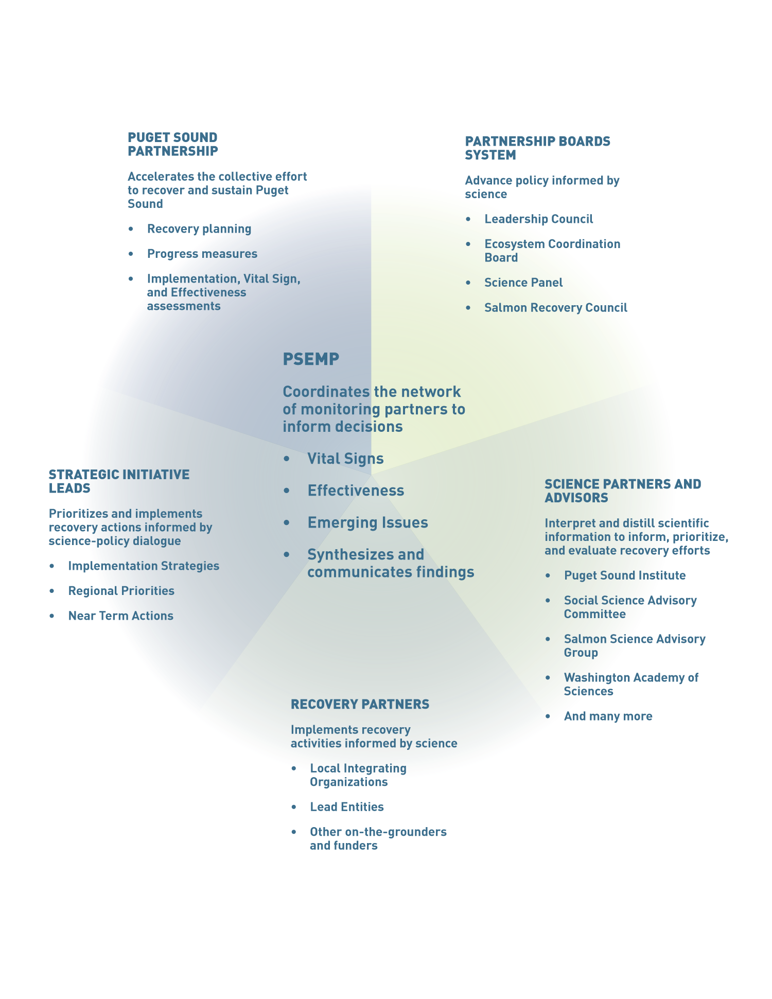 PUGET SOUND
PARTNERSHIP
Accelerates the collective effort
to recover and sustain Puget
Sound
• Recovery planning
• Progress measures
• Implementation, Vital Sign,
and Effectiveness
assessments
PARTNERSHIP BOARDS
SYSTEM
Advance policy informed by
science
• Leadership Council
• Ecosystem Coordination
Board
• Science Panel
• Salmon Recovery Council
PSEMP
Coordinates the network
of monitoring partners to
inform decisions
• Vital Signs
• Effectiveness
• Emerging Issues
• Synthesizes and
communicates findings
STRATEGIC INITIATIVE
LEADS
Prioritizes and implements
recovery actions informed by
science-policy dialogue
• Implementation Strategies
• Regional Priorities
• Near Term Actions
SCIENCE PARTNERS AND
ADVISORS
Interpret and distill scientific
information to inform, prioritize,
and evaluate recovery efforts
• Puget Sound Institute
• Social Science Advisory
Committee
• Salmon Science Advisory
Group
• Washington Academy of
Sciences
• And many more
RECOVERY PARTNERS
Implements recovery
activities informed by science
• Local Integrating
Organizations
• Lead Entities
• Other on-the-grounders
and funders